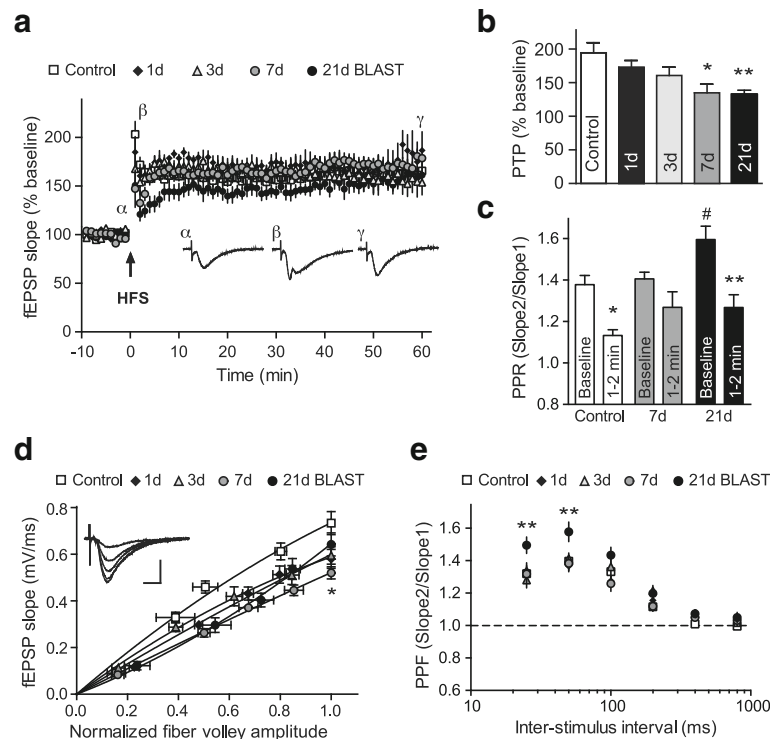 a
Control 1d 3d 7d 21d BLAST
fEPSP slope (% baseline)
200
150
100
50
0
α
β
γ
α
β
γ
HFS
-10 0 10 20 30 40 50 60
Time (min)
b
PTP (% baseline)
200
150
100
50
0
*
**
Control
1d
3d
7d
21d
c
PPR (Slope2/Slope1)
1.6
1.4
1.2
1.0
0.8
*
#
**
Baseline
1-2 min
Baseline
1-2 min
Baseline
1-2 min
Control 7d 21d
d
Control 1d 3d 7d 21d BLAST
fEPSP slope (mV/ms)
0.8
0.6
0.4
0.2
0.0
*
0.0 0.2 0.4 0.6 0.8 1.0
Normalized fiber volley amplitude
e
Control 1d 3d 7d 21d BLAST
PPF (Slope2/Slope1)
1.6
1.4
1.2
1.0
0.8
0.6
**
**
10 100 1000
Inter-stimulus interval (ms)